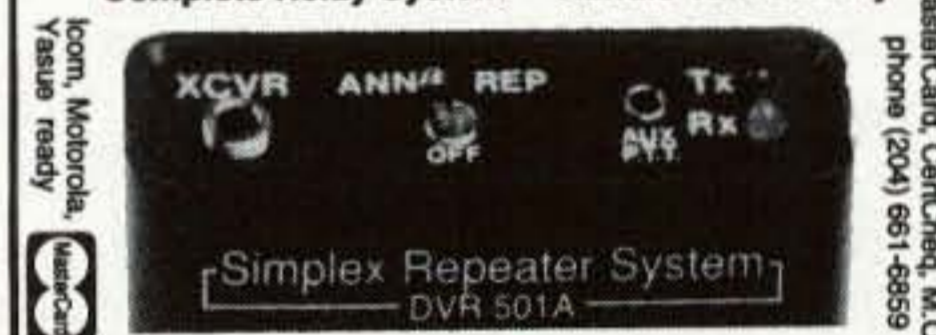 Icom, Motorola,
Yasue ready
MasterCard
XCVR ANN REP Tx
AUX Rx
OFF P.T.T.
Simplex Repeater System
DVR 501A
phone (204) 661-6859